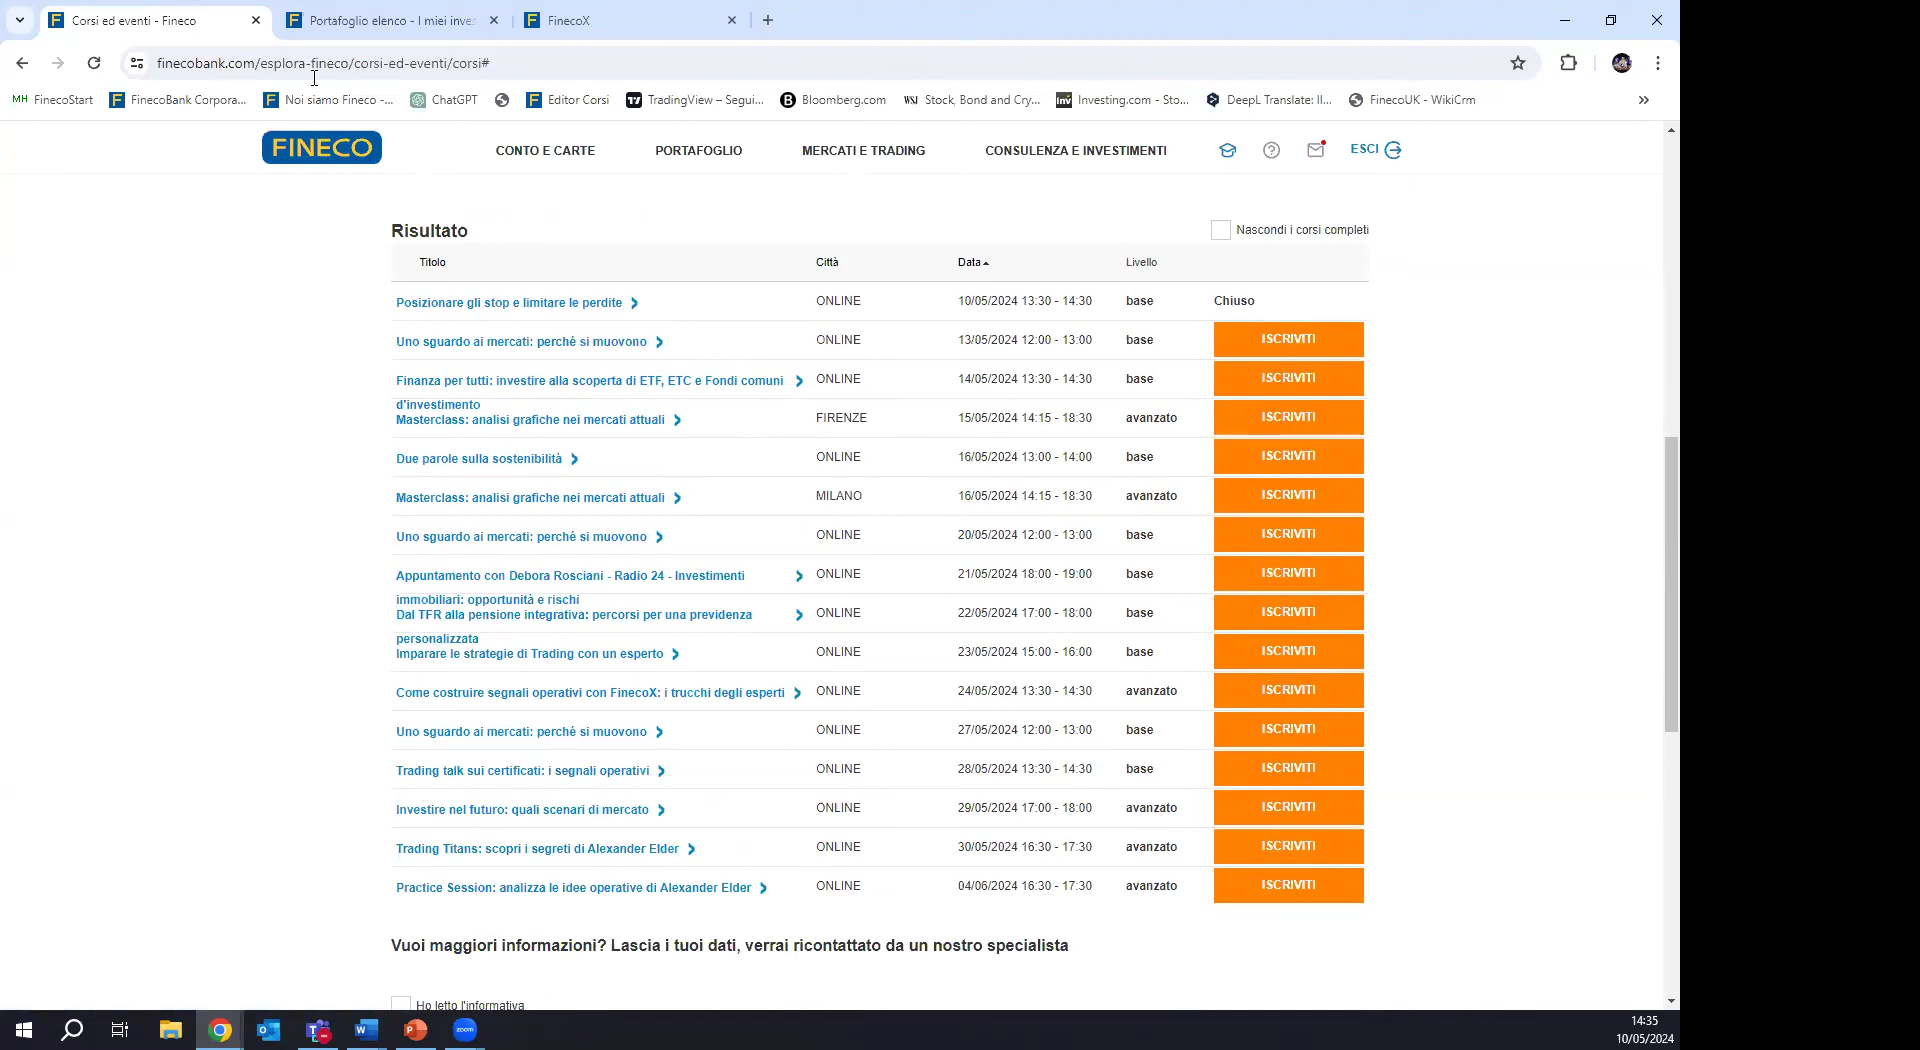 Corsi ed eventi - Fineco
Portafoglio elenco - I miei inve
FinecoX
finecobank.com/esplora-fineco/corsi-ed-eventi/corsi#
MH FinecoStart
FinecoBank Corpora...
Noi siamo Fineco -...
ChatGPT
Editor Corsi
TradingView – Segui...
Bloomberg.com
WSJ Stock, Bond and Cry...
Inv Investing.com - Sto...
DeepL Translate: Il...
FinecoUK - WikiCrm
FINECO
CONTO E CARTE
PORTAFOGLIO
MERCATI E TRADING
CONSULENZA E INVESTIMENTI
ESCI
Risultato
Nascondi i corsi completi
Titolo Città Data Livello
Posizionare gli stop e limitare le perdite ONLINE 10/05/2024 13:30 - 14:30 base Chiuso
Uno sguardo ai mercati: perché si muovono ONLINE 13/05/2024 12:00 - 13:00 base ISCRIVITI
Finanza per tutti: investire alla scoperta di ETF, ETC e Fondi comuni ONLINE 14/05/2024 13:30 - 14:30 base ISCRIVITI
d'investimento
Masterclass: analisi grafiche nei mercati attuali FIRENZE 15/05/2024 14:15 - 18:30 avanzato ISCRIVITI
Due parole sulla sostenibilità ONLINE 16/05/2024 13:00 - 14:00 base ISCRIVITI
Masterclass: analisi grafiche nei mercati attuali MILANO 16/05/2024 14:15 - 18:30 avanzato ISCRIVITI
Uno sguardo ai mercati: perché si muovono ONLINE 20/05/2024 12:00 - 13:00 base ISCRIVITI
Appuntamento con Debora Rosciani - Radio 24 - Investimenti ONLINE 21/05/2024 18:00 - 19:00 base ISCRIVITI
immobiliari: opportunità e rischi
Dal TFR alla pensione integrativa: percorsi per una previdenza ONLINE 22/05/2024 17:00 - 18:00 base ISCRIVITI
personalizzata
Imparare le strategie di Trading con un esperto ONLINE 23/05/2024 15:00 - 16:00 base ISCRIVITI
Come costruire segnali operativi con FinecoX: i trucchi degli esperti ONLINE 24/05/2024 13:30 - 14:30 avanzato ISCRIVITI
Uno sguardo ai mercati: perché si muovono ONLINE 27/05/2024 12:00 - 13:00 base ISCRIVITI
Trading talk sui certificati: i segnali operativi ONLINE 28/05/2024 13:30 - 14:30 base ISCRIVITI
Investire nel futuro: quali scenari di mercato ONLINE 29/05/2024 17:00 - 18:00 avanzato ISCRIVITI
Trading Titans: scopri i segreti di Alexander Elder ONLINE 30/05/2024 16:30 - 17:30 avanzato ISCRIVITI
Practice Session: analizza le idee operative di Alexander Elder ONLINE 04/06/2024 16:30 - 17:30 avanzato ISCRIVITI
Vuoi maggiori informazioni? Lascia i tuoi dati, verrai ricontattato da un nostro specialista
Ho letto l'informativa
zoom
14:35
10/05/2024